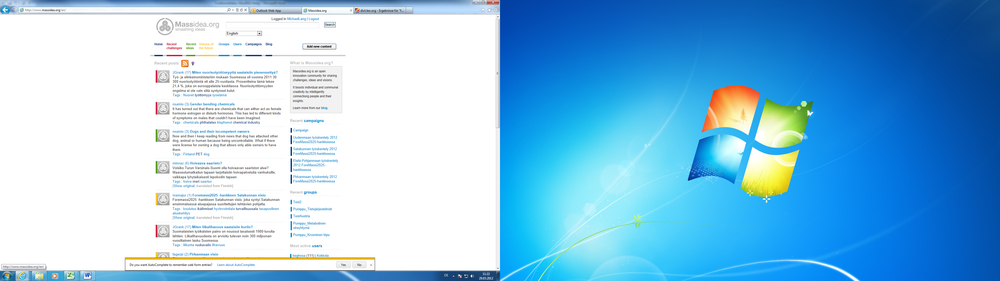 http://www.massidea.org/en/
Outlook Web App
Massidea.org
dict.leo.org - Ergebnisse für "f...
Logged in MichaelLang | Logout
Massidea.org
smashing ideas
Search
English
Home
Recent challenges
Recent ideas
Visions of the future
Groups
Users
Campaigns
Blog
Add new content
Recent posts
JGrank (17) Miten nuorisotyöttömyyttä saataisiin pienennettyä?
Työ- ja elinkeinoministeriön mukaan Suomessa oli vuonna 2011 30
300 nuorisotyötöntä eli alle 25-vuotiasta. Prosentteina tämä tekee
21,4 %, joka on eurooppalaista keskitasoa. Nuorisotyöttömyyden
ongelma ei ole vain siitä syntyneet kulut.
Tags : Nuoret työttömyys työelämä
nsainio (3) Gender bending chemicals
It has turned out that there are chemicals that can either act as female
hormone estrogen or disturb hormones. This has led to different kinds
of symptoms on males that couldn't have been imagined.
Tags : chemicals phthalates bisphenol chemical industry
nsainio (3) Dogs and their incompetent owners
Now and then I keep reading from news that dog has attacked other
dog, animal or human because being uncontrollable. What if there
were license for owning a dog that allows only able owners to have
them.
Tags : Finland PET dog
minnaz (6) Hoivaava saaristo?
Voisiko Turun Varsinais-Suomi olla hoivaavan saariston alue?
Maaseutumatkailun tapaan tarjottaisiin hoivapalveluita vanhuksille,
vaikkapa lyhytaikaisesti lepokodin tapaan.
Tags : hoiva meri saariso
[Show original, translated from Finnish]
mamajur (1) Foremassi2025 -hankkeen Satakunnan visio
Foremassi2025 -hankkeen Satakunnan visio, joka syntyi Satakunnan
ensimmäisessä aluepajassa suoritettujen tehtävien pohjalta.
Tags : koulutus ikäihmiset hyvinvointiala turvallisuusala tasapuolinen
aluekehitys
[Show original, translated from Finnish]
JGrank (17) Miten liikalihavuus saataisiin kuriin?
Suomalaisten työikäisten paino on noussut tasaisesti 1980-luvulta
lähtien. Liikalihavuudesta on arvioitu tulevan noin 300 miljoonan
vuosittainen lasku Suomessa.
Tags : liikunta ruokavalio lihavuus
fagerpi (2) Pirkanmaan visio
What is Massidea.org?
Massidea.org is an open
innovation community for sharing
challenges, ideas and visions.
It boosts individual and communal
creativity by intelligently
connectiong people and their
insights.
Learn more from our blog.
Recent campaigns
Campaign
Uudenmaan työskentely 2012
ForeMassi2025-hankkeessa
Satakunnan työskentely 2012
ForeMassi2025-hankkeessa
Etelä-Pohjanmaan työskentely
2012 ForeMassi2025-
hankkeessa
Pirkanmaan työskentely 2012
ForeMassi2025-hankkeessa
Recent groups
Test2
Pumppu_Tietojärjestelmät
TestAustria
Pumppu_Metabolinen
oireyhtymä
Pumppu_Krooninen kipu
Most active users
beghosa (111) | Kokkola
Do you want AutoComplete to remember web form entries? Learn about AutoComplete
Yes
No
http://www.massidea.org/en/
DE
11:22
29.03.2012